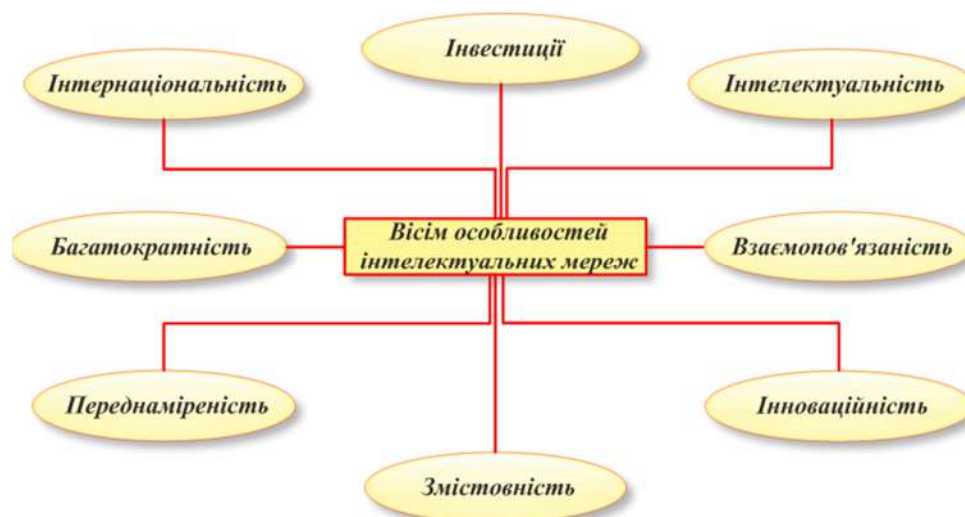 Інвестиції
Інтернаціональність
Інтелектуальність
Вісім особливостей
інтелектуальних мереж
Багатократність
Взаємопов'язаність
Переднаміреність
Інноваційність
Змістовність